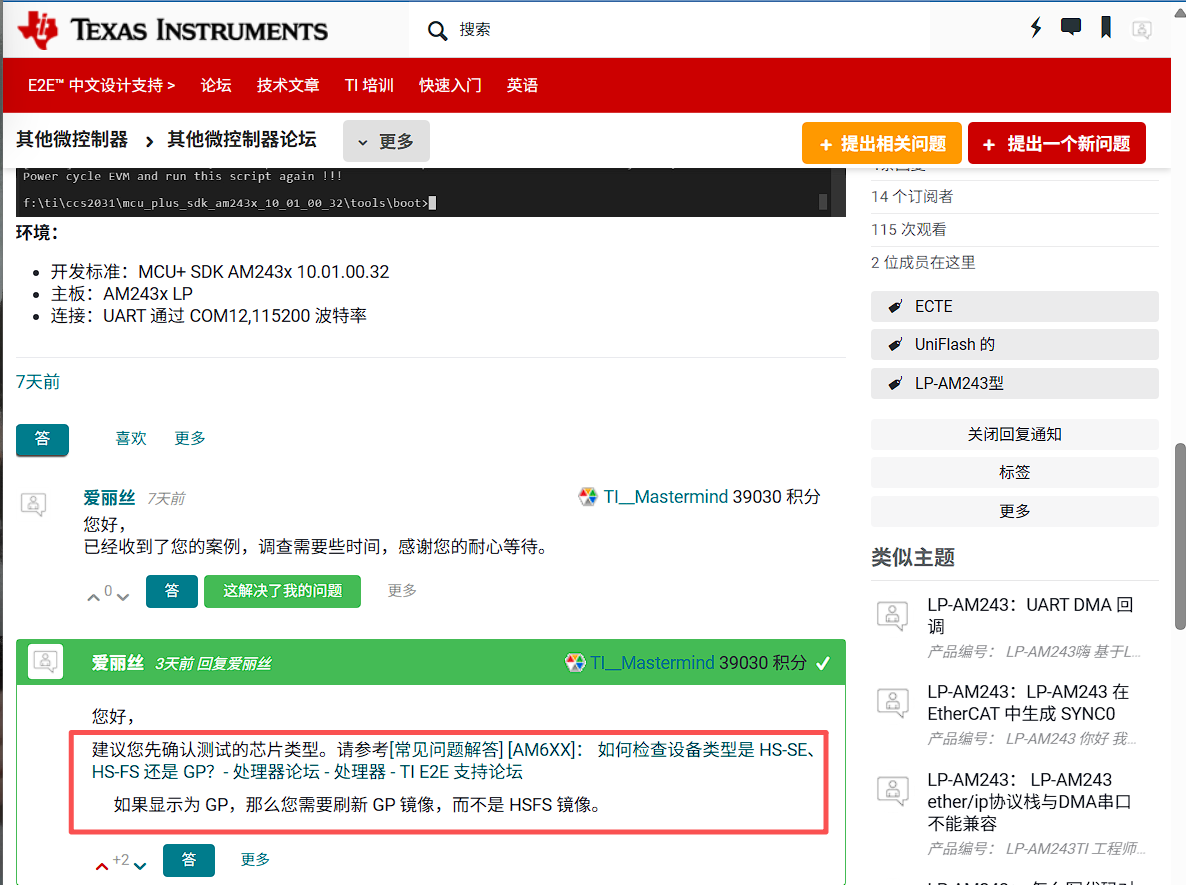 TEXAS INSTRUMENTS
搜索
E2E™ 中文设计支持 >
论坛
技术文章
TI 培训
快速入门
英语
其他微控制器 › 其他微控制器论坛
更多
+ 提出相关问题
+ 提出一个新问题
Power cycle EVM and run this script again !!!
f:\ti\ccs2031\mcu_plus_sdk_am243x_10_01_00_32\tools\boot>
环境：
• 开发标准：MCU+ SDK AM243x 10.01.00.32
• 主板：AM243x LP
• 连接：UART 通过 COM12,115200 波特率
7天前
答
喜欢
更多
爱丽丝 7天前
TI__Mastermind 39030 积分
您好，
已经收到了您的案例，调查需要些时间，感谢您的耐心等待。
0
答
这解决了我的问题
更多
爱丽丝 3天前 回复爱丽丝
TI__Mastermind 39030 积分
您好，
建议您先确认测试的芯片类型。请参考[常见问题解答] [AM6XX]： 如何检查设备类型是 HS-SE、
HS-FS 还是 GP？- 处理器论坛 - 处理器 - TI E2E 支持论坛
如果显示为 GP，那么您需要刷新 GP 镜像，而不是 HSFS 镜像。
+2
答
更多
14 个订阅者
115 次观看
2 位成员在这里
ECTE
UniFlash 的
LP-AM243型
关闭回复通知
标签
更多
类似主题
LP-AM243：UART DMA 回
调
产品编号： LP-AM243嗨 基于L...
LP-AM243：LP-AM243 在
EtherCAT 中生成 SYNC0
产品编号： LP-AM243 你好 我...
LP-AM243： LP-AM243
ether/ip协议栈与DMA串口
不能兼容
产品编号： LP-AM243TI 工程师...